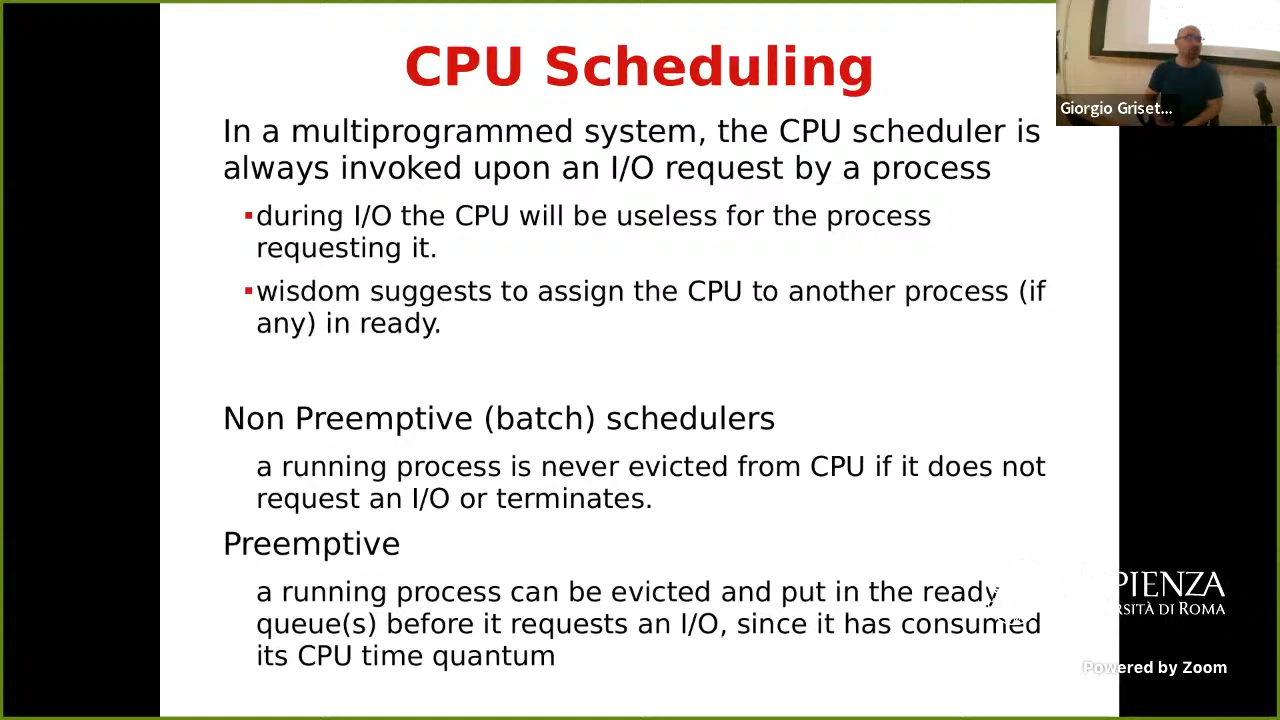 CPU Scheduling
In a multiprogrammed system, the CPU scheduler is
always invoked upon an I/O request by a process
▪during I/O the CPU will be useless for the process
requesting it.
▪wisdom suggests to assign the CPU to another process (if
any) in ready.
Non Preemptive (batch) schedulers
a running process is never evicted from CPU if it does not
request an I/O or terminates.
Preemptive
a running process can be evicted and put in the ready
queue(s) before it requests an I/O, since it has consumed
its CPU time quantum
Giorgio Griset...
PIENZA
RSITÀ DI ROMA
Powered by Zoom